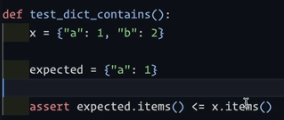 def test_dict_contains():
    x = {"a": 1, "b": 2}
    expected = {"a": 1}
    assert expected.items() <= x.items()